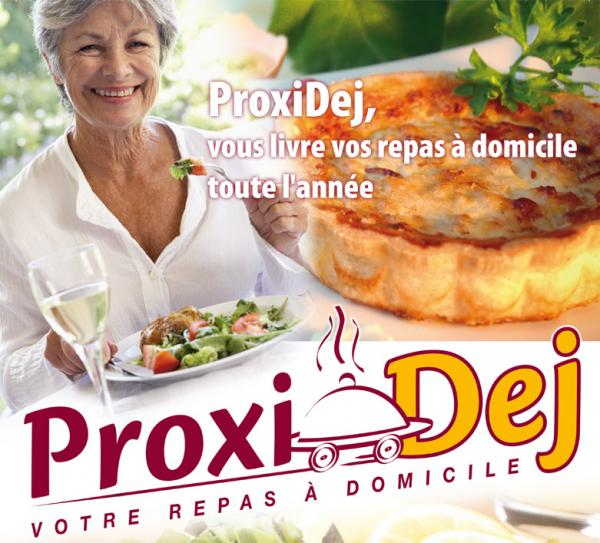 ProxiDej,
vous livre vos repas à domicile
toute l'année
Proxi Dej
VOTRE REPAS À DOMICILE